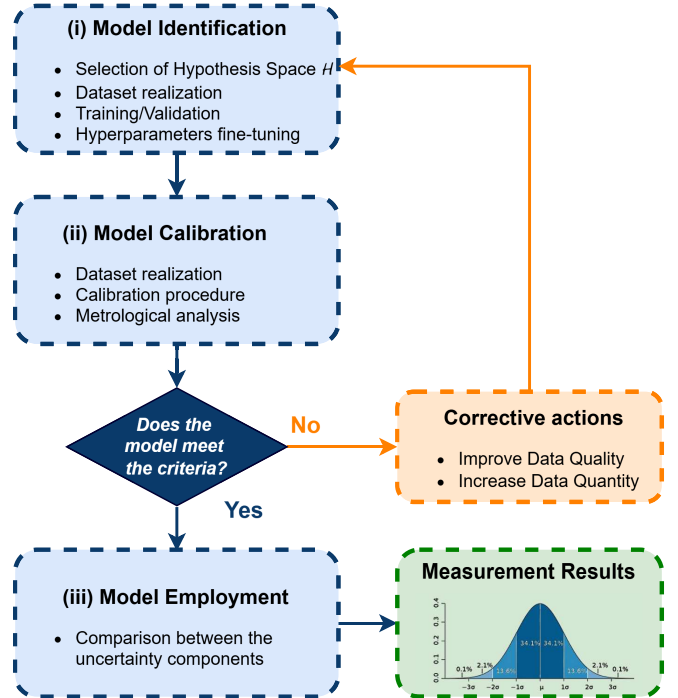 (i) Model Identification
• Selection of Hypothesis Space H
• Dataset realization
• Training/Validation
• Hyperparameters fine-tuning
(ii) Model Calibration
• Dataset realization
• Calibration procedure
• Metrological analysis
Does the
model meet
the criteria?
No
Yes
Corrective actions
• Improve Data Quality
• Increase Data Quantity
(iii) Model Employment
• Comparison between the
uncertainty components
Measurement Results
0.4
0.3
0.2
0.1
0.0
34.1% 34.1%
0.1% 2.1% 13.6% 13.6% 2.1% 0.1%
−3σ −2σ −1σ μ 1σ 2σ 3σ